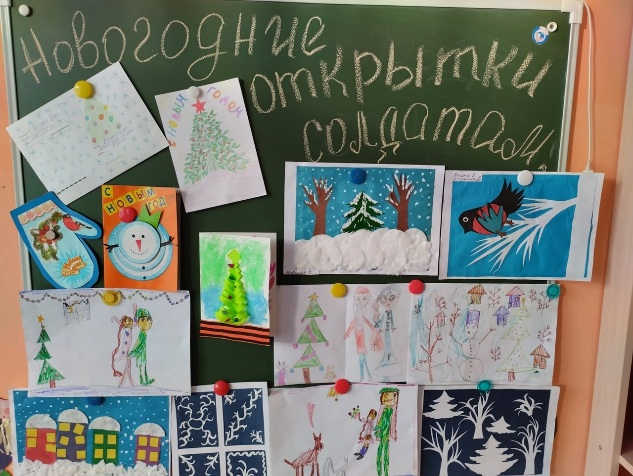 Новогодние
открытки
солдатам
С Новым годом
С
НОВЫМ
ГОД